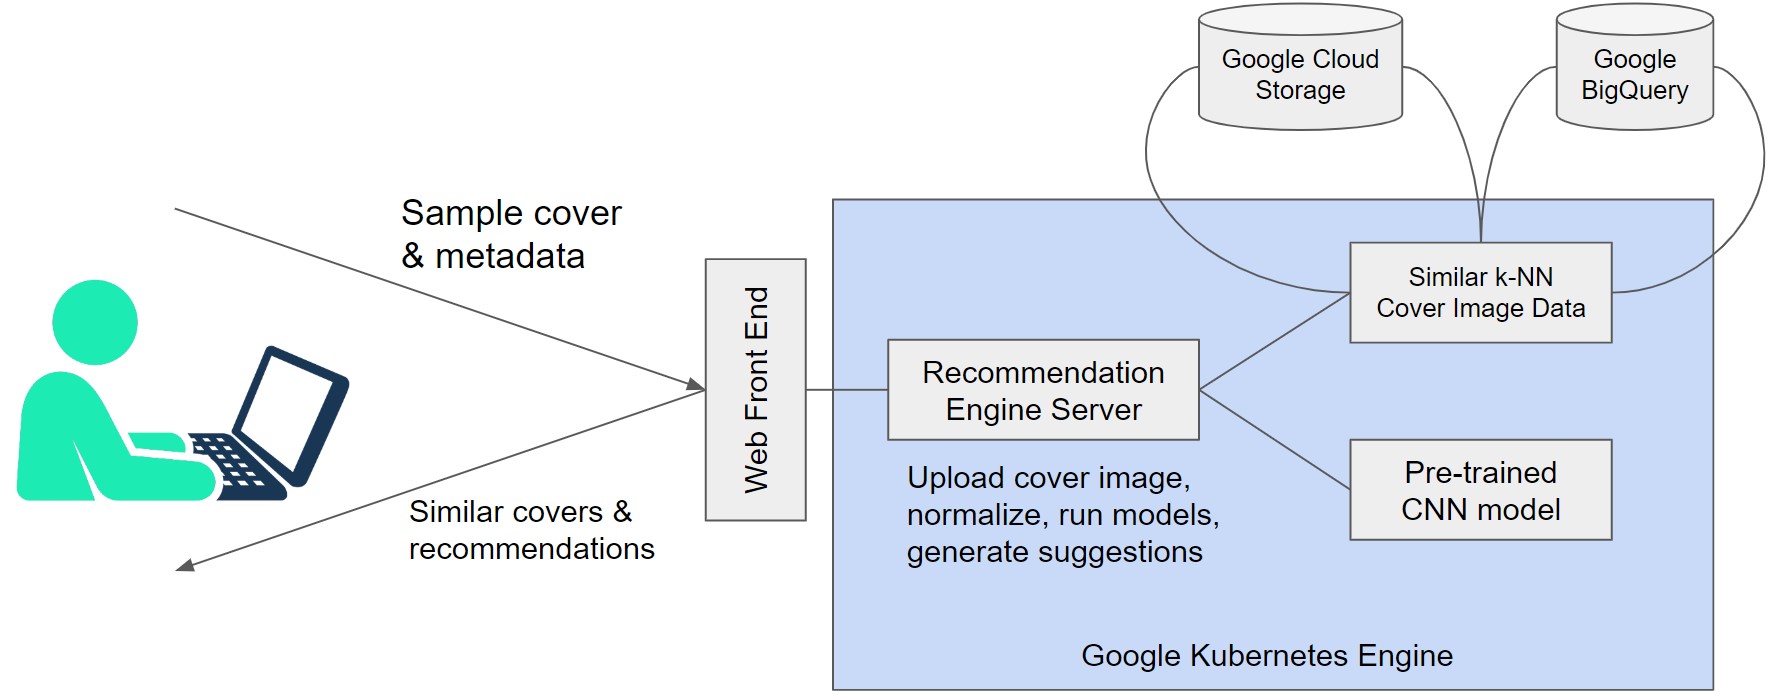 Google Cloud
Storage
Google
BigQuery
Sample cover
& metadata
Web Front End
Similar k-NN
Cover Image Data
Recommendation
Engine Server
Upload cover image,
normalize, run models,
generate suggestions
Pre-trained
CNN model
Similar covers &
recommendations
Google Kubernetes Engine